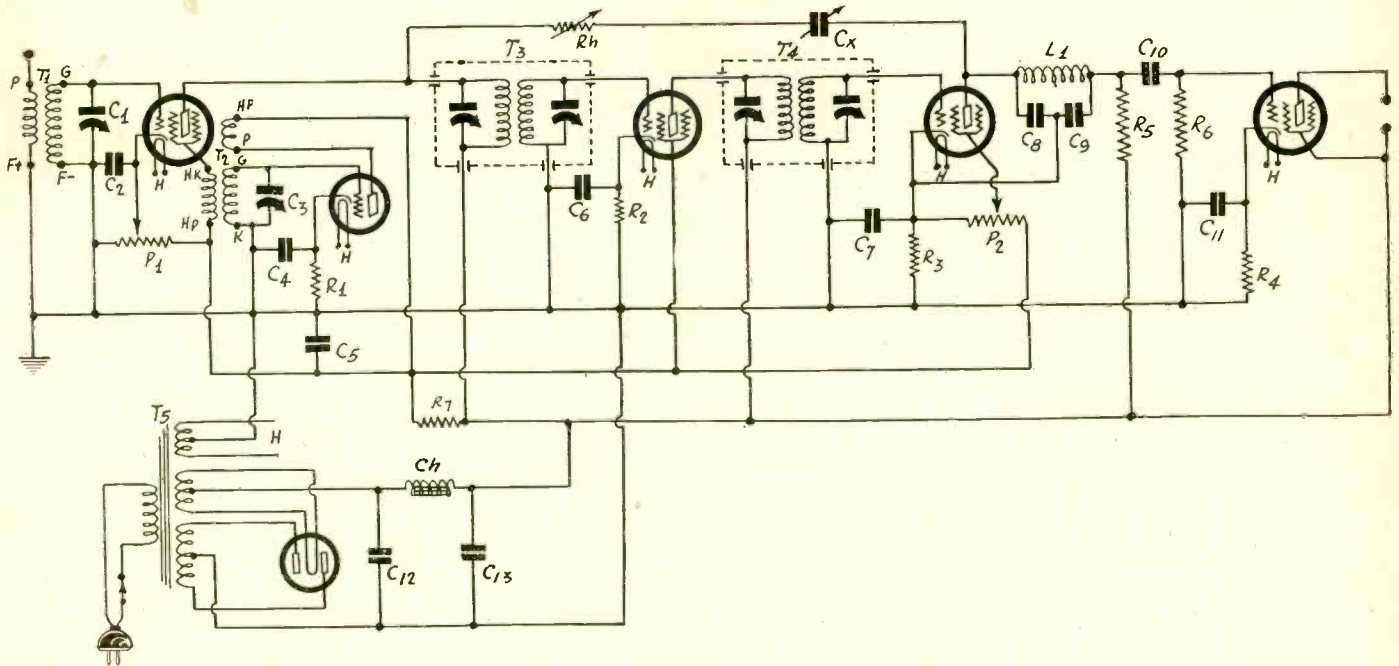 Rh
Cx
T3
T4
L1
C10
P
T1
G
C1
HP
P
T2
G
C8
C9
R5
R6
F+
F-
C2
H
HK
C3
H
H
H
HP
K
H
C6
R2
P1
C4
R1
C7
R3
P2
C11
R4
C5
T5
R7
H
Ch
C12
C13